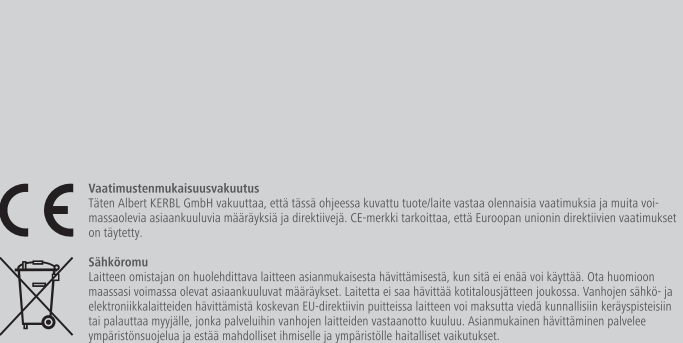 CE
Vaatimustenmukaisuusvakuutus
Täten Albert KERBL GmbH vakuuttaa, että tässä ohjeessa kuvattu tuote/laite vastaa olennaisia vaatimuksia ja muita voi-
massaolevia asiaankuuluvia määräyksiä ja direktiivejä. CE-merkki tarkoittaa, että Euroopan unionin direktiivien vaatimukset
on täytetty.
Sähköromu
Laitteen omistajan on huolehdittava laitteen asianmukaisesta hävittämisestä, kun sitä ei enää voi käyttää. Ota huomioon
maassasi voimassa olevat asiaankuuluvat määräykset. Laitetta ei saa hävittää kotitalousjätteen joukossa. Vanhojen sähkö- ja
elektroniikkalaitteiden hävittämistä koskevan EU-direktiivin puitteissa laitteen voi maksutta viedä kunnallisiin keräyspisteisiin
tai palauttaa myyjälle, jonka palveluihin vanhojen laitteiden vastaanotto kuuluu. Asianmukainen hävittäminen palvelee
ympäristönsuojelua ja estää mahdolliset ihmiselle ja ympäristölle haitalliset vaikutukset.